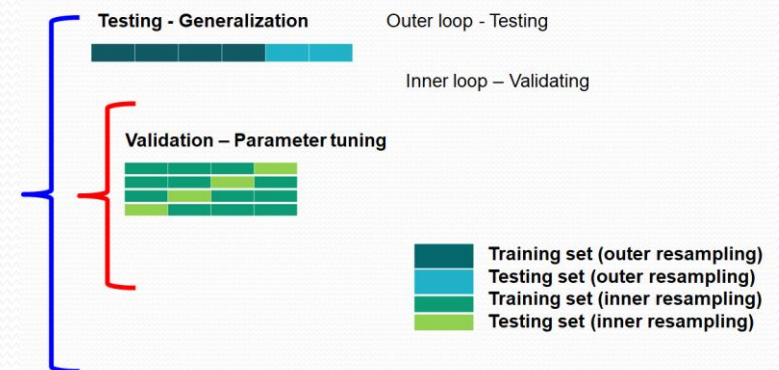 Testing - Generalization
Outer loop - Testing
Inner loop – Validating
Validation – Parameter tuning
Training set (outer resampling)
Testing set (outer resampling)
Training set (inner resampling)
Testing set (inner resampling)